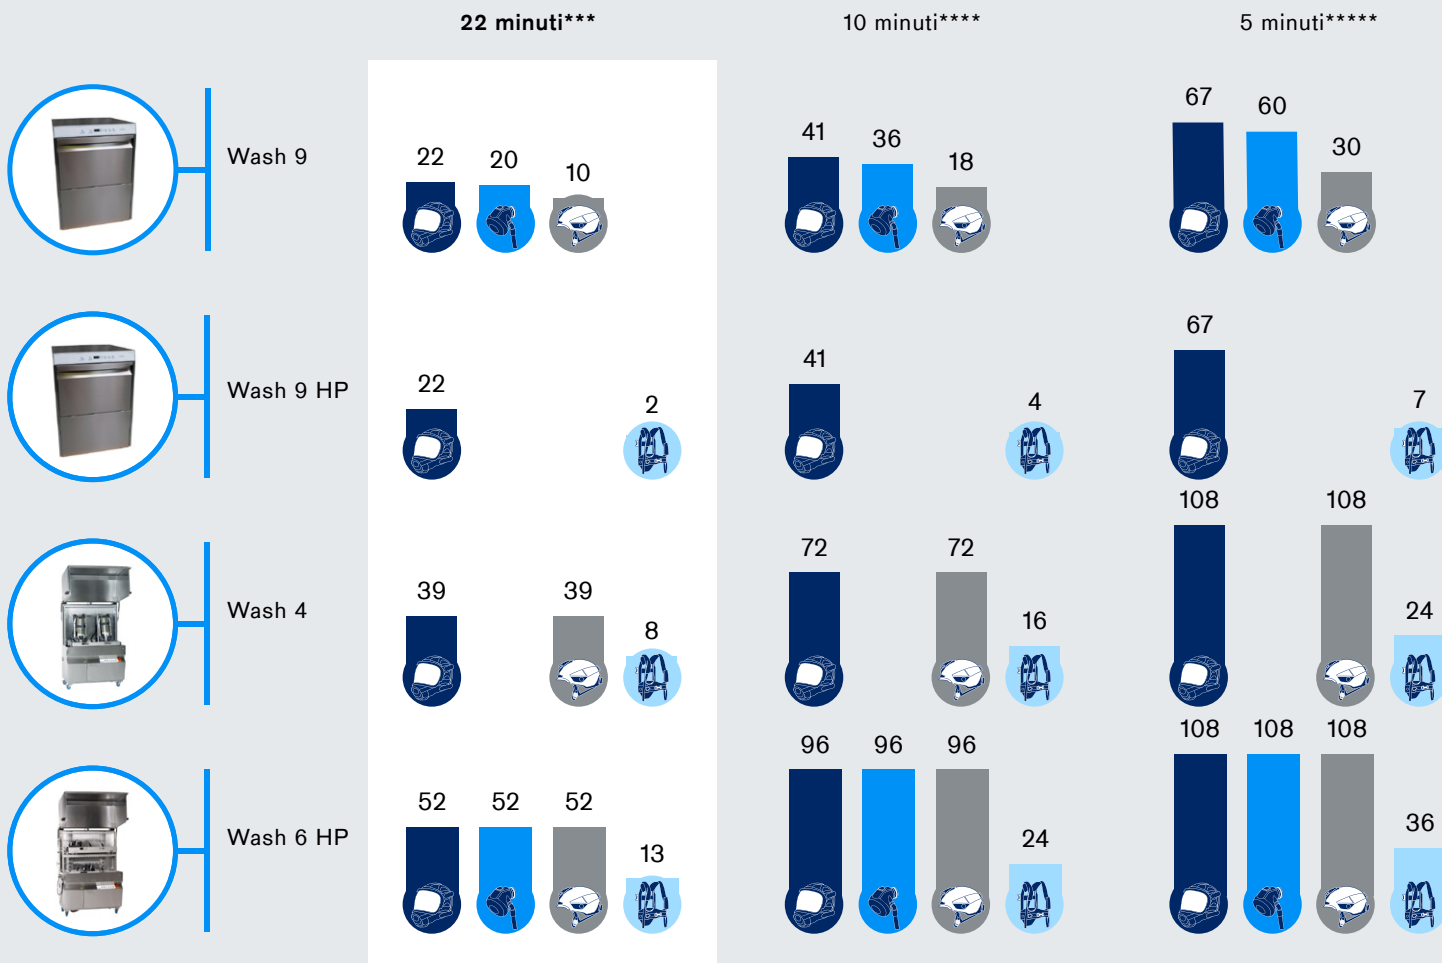 22 minuti*** 10 minuti**** 5 minuti*****
Wash 9
22 20 10
41 36 18
67 60 30
Wash 9 HP
22 2
41 4
67 7
Wash 4
39 39 8
72 72 16
108 108 24
Wash 6 HP
52 52 52 13
96 96 96 24
108 108 108 36